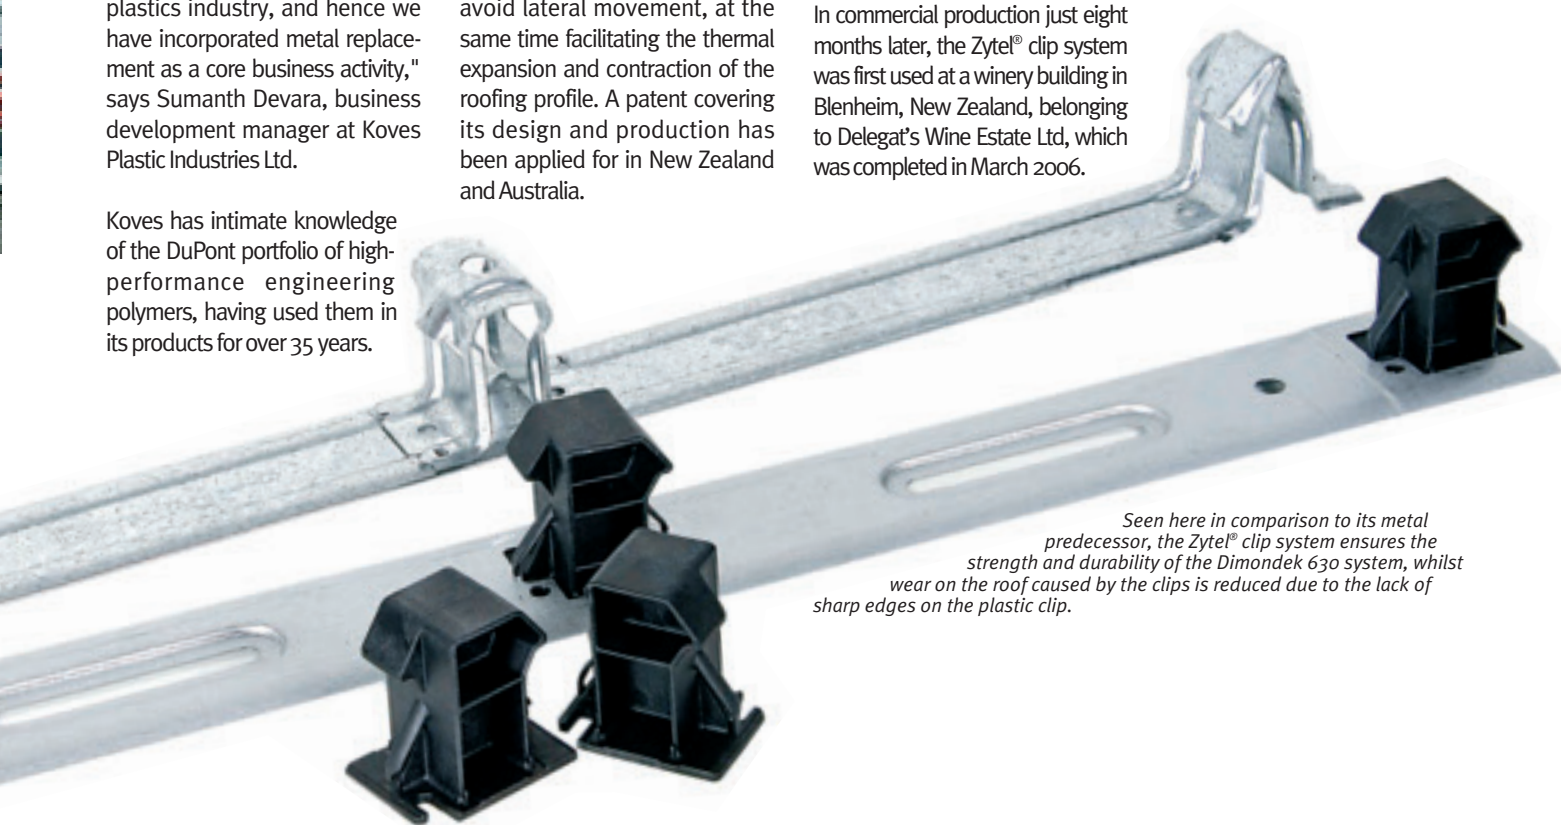 plastics industry, and hence we
have incorporated metal replace-
ment as a core business activity,"
says Sumanth Devara, business
development manager at Koves
Plastic Industries Ltd.
Koves has intimate knowledge
of the DuPont portfolio of high-
performance engineering
polymers, having used them in
its products for over 35 years.
avoid lateral movement, at the
same time facilitating the thermal
expansion and contraction of the
roofing profile. A patent covering
its design and production has
been applied for in New Zealand
and Australia.
In commercial production just eight
months later, the Zytel® clip system
was first used at a winery building in
Blenheim, New Zealand, belonging
to Delegat's Wine Estate Ltd, which
was completed in March 2006.
Seen here in comparison to its metal
predecessor, the Zytel® clip system ensures the
strength and durability of the Dimondek 630 system, whilst
wear on the roof caused by the clips is reduced due to the lack of
sharp edges on the plastic clip.